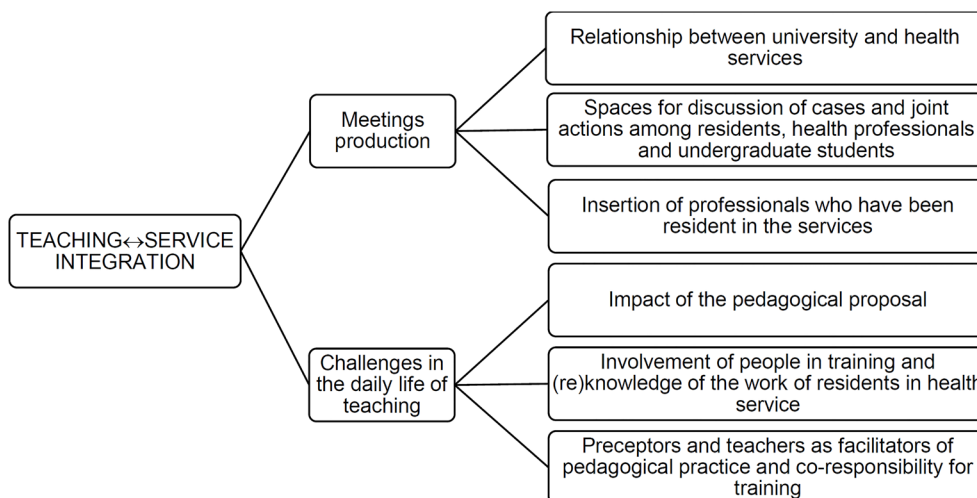 Relationship between university and health
services
Meetings
production
Spaces for discussion of cases and joint
actions among residents, health professionals
and undergraduate students
Insertion of professionals who have been
resident in the services
TEACHING↔SERVICE
INTEGRATION
Impact of the pedagogical proposal
Challenges in
the daily life of
teaching
Involvement of people in training and
(re)knowledge of the work of residents in health
service
Preceptors and teachers as facilitators of
pedagogical practice and co-responsibility for
training